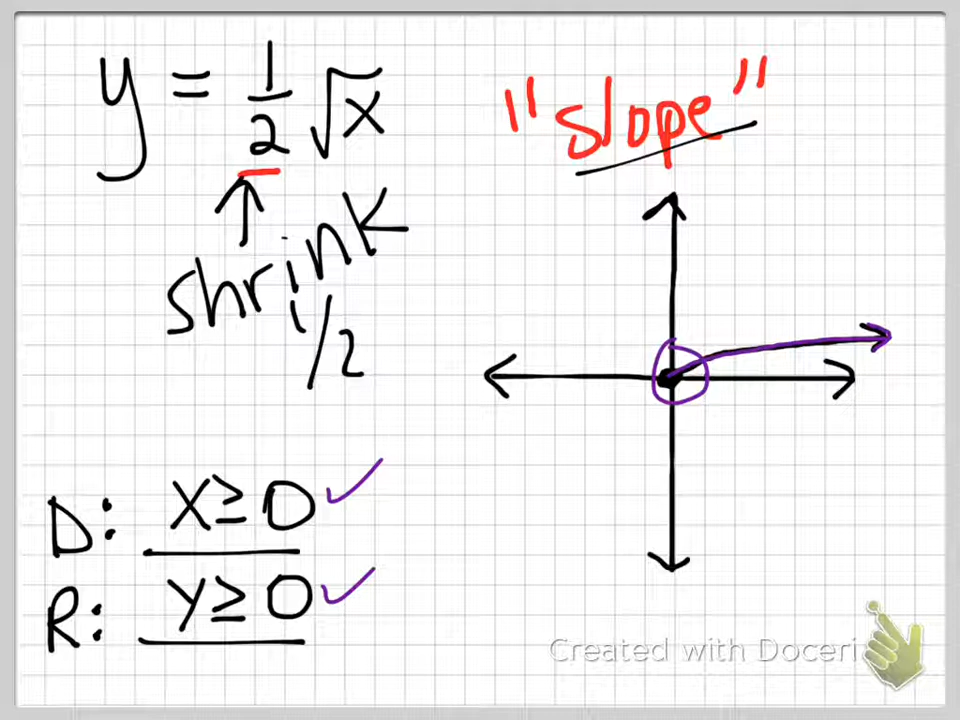 y = 1/2 √x
"slope"
shrink
1/2
D: x ≥ 0 ✓
R: y ≥ 0 ✓
Created with Doceri